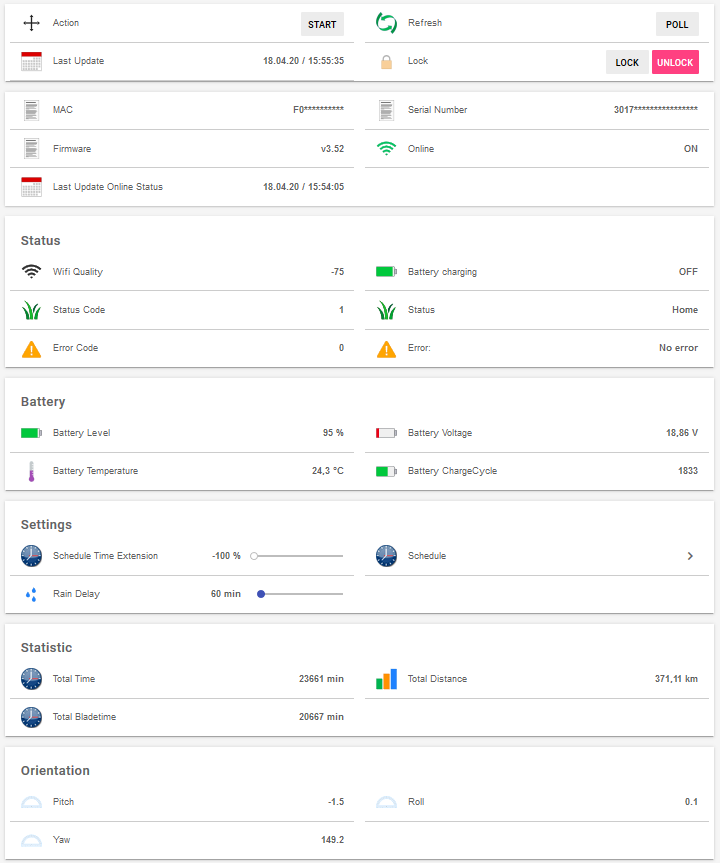 Action START Refresh POLL
Last Update 18.04.20 / 15:55:35 Lock LOCK UNLOCK
MAC F0********** Serial Number 3017****************
Firmware v3.52 Online ON
Last Update Online Status 18.04.20 / 15:54:05
Status
Wifi Quality -75 Battery charging OFF
Status Code 1 Status Home
Error Code 0 Error: No error
Battery
Battery Level 95 % Battery Voltage 18,86 V
Battery Temperature 24,3 °C Battery ChargeCycle 1833
Settings
Schedule Time Extension -100 % Schedule
Rain Delay 60 min
Statistic
Total Time 23661 min Total Distance 371,11 km
Total Bladetime 20667 min
Orientation
Pitch -1.5 Roll 0.1
Yaw 149.2